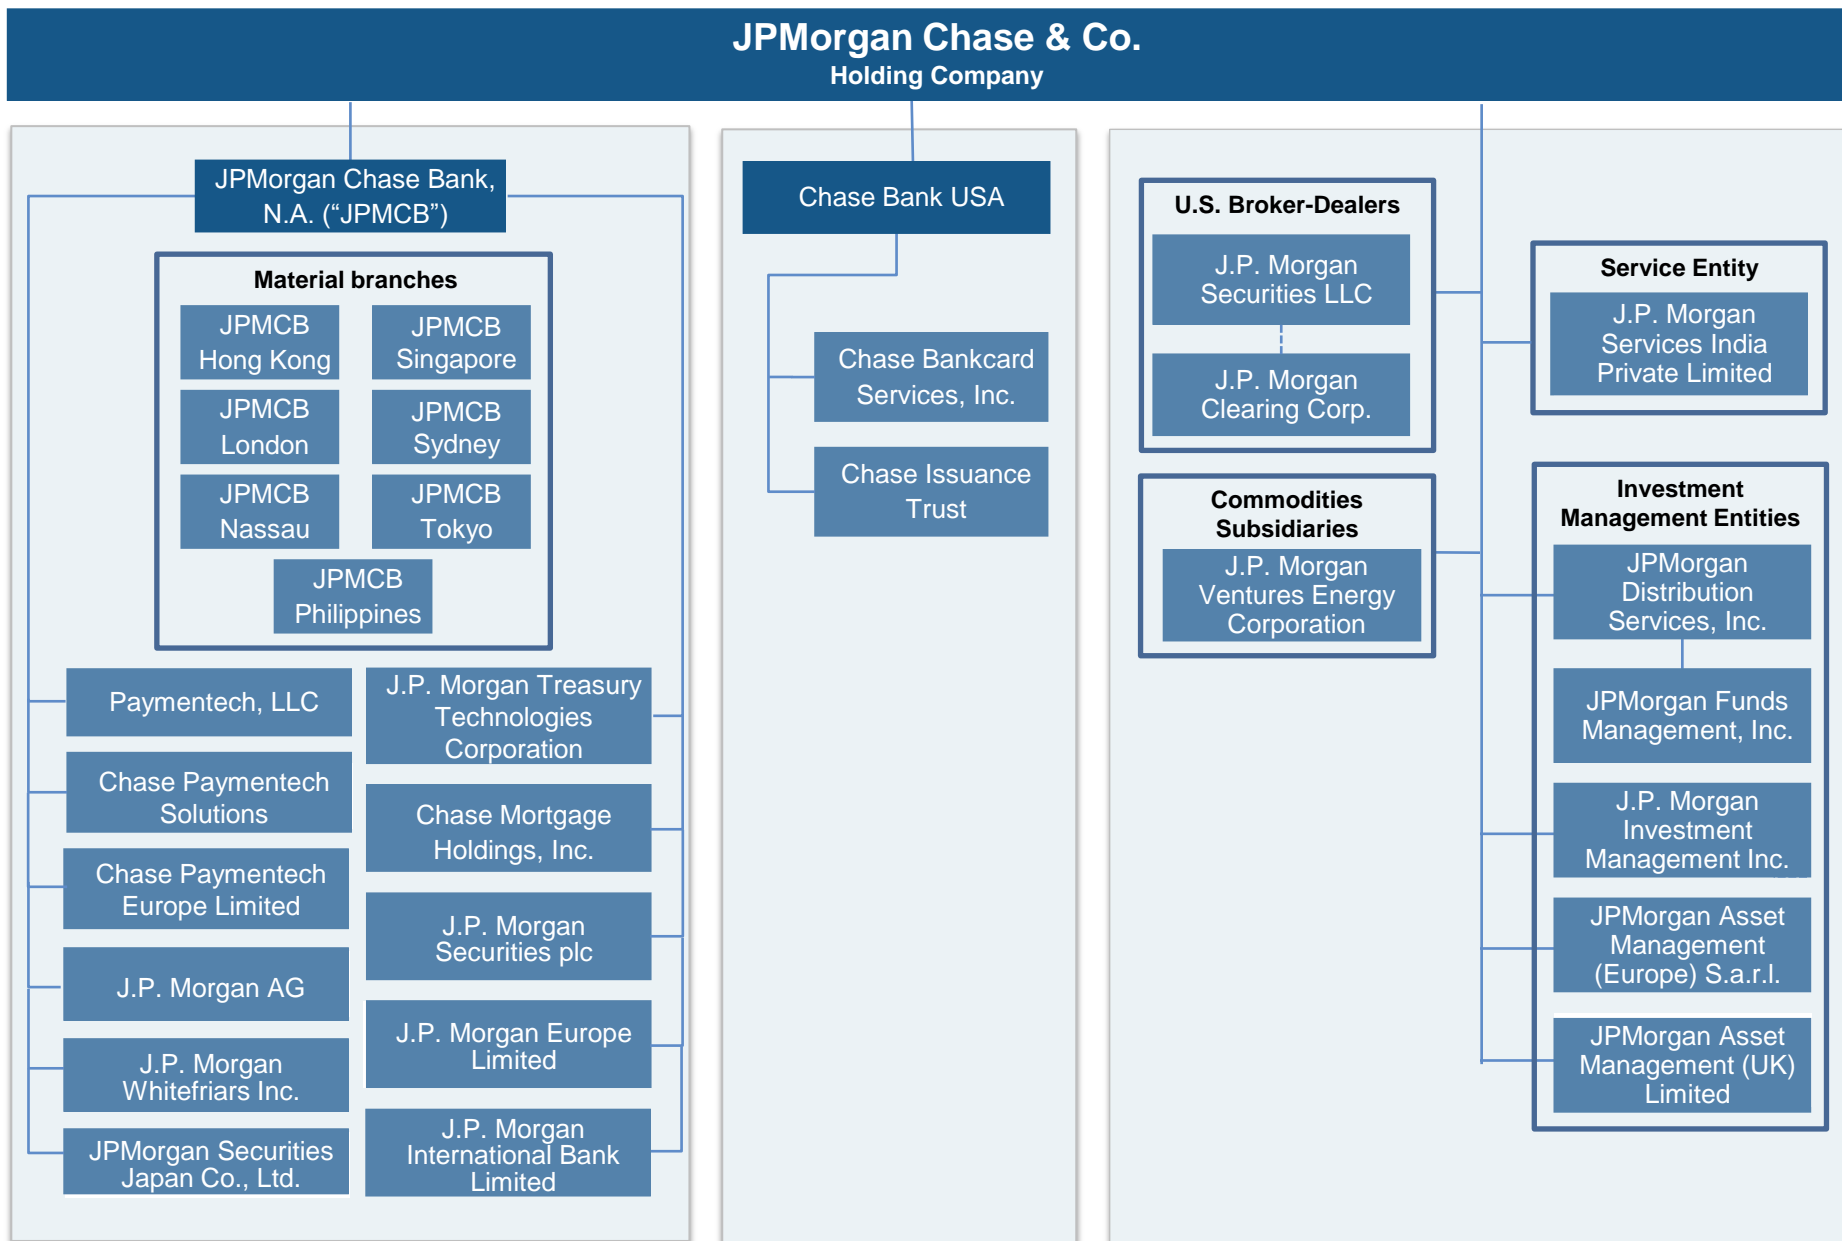 JPMorgan Chase & Co.
Holding Company
JPMorgan Chase Bank,
N.A. (“JPMCB”)
Material branches
JPMCB
Hong Kong
JPMCB
Singapore
JPMCB
London
JPMCB
Sydney
JPMCB
Nassau
JPMCB
Tokyo
JPMCB
Philippines
Paymentech, LLC
Chase Paymentech
Solutions
Chase Paymentech
Europe Limited
J.P. Morgan AG
J.P. Morgan
Whitefriars Inc.
JPMorgan Securities
Japan Co., Ltd.
J.P. Morgan Treasury
Technologies
Corporation
Chase Mortgage
Holdings, Inc.
J.P. Morgan
Securities plc
J.P. Morgan Europe
Limited
J.P. Morgan
International Bank
Limited
Chase Bank USA
Chase Bankcard
Services, Inc.
Chase Issuance
Trust
U.S. Broker-Dealers
J.P. Morgan
Securities LLC
J.P. Morgan
Clearing Corp.
Commodities
Subsidiaries
J.P. Morgan
Ventures Energy
Corporation
Service Entity
J.P. Morgan
Services India
Private Limited
Investment
Management Entities
JPMorgan
Distribution
Services, Inc.
JPMorgan Funds
Management, Inc.
J.P. Morgan
Investment
Management Inc.
JPMorgan Asset
Management
(Europe) S.a.r.l.
JPMorgan Asset
Management (UK)
Limited